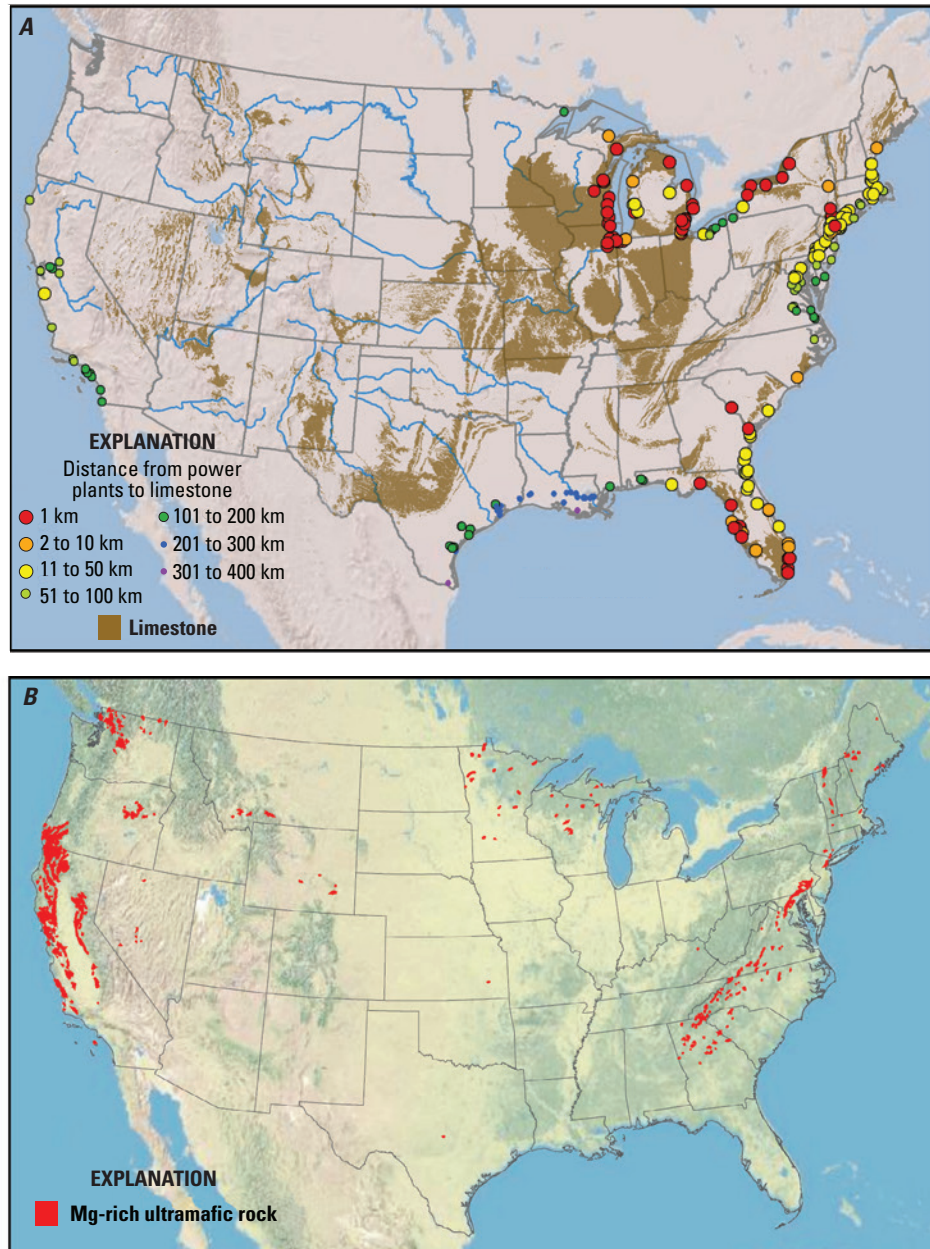 A
EXPLANATION
Distance from power
plants to limestone
1 km
2 to 10 km
11 to 50 km
51 to 100 km
101 to 200 km
201 to 300 km
301 to 400 km
Limestone
B
EXPLANATION
Mg-rich ultramafic rock